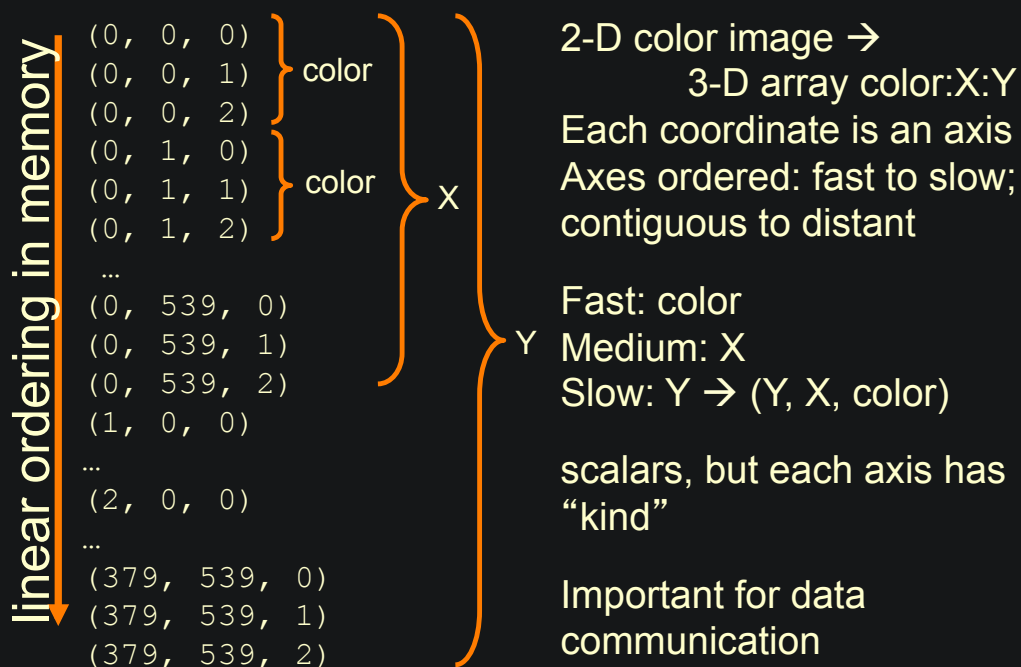 linear ordering in memory
(0, 0, 0)
(0, 0, 1)
(0, 0, 2)
color
(0, 1, 0)
(0, 1, 1)
(0, 1, 2)
color
…
(0, 539, 0)
(0, 539, 1)
(0, 539, 2)
X
(1, 0, 0)
…
(2, 0, 0)
…
(379, 539, 0)
(379, 539, 1)
(379, 539, 2)
Y
2-D color image →
3-D array color:X:Y
Each coordinate is an axis
Axes ordered: fast to slow;
contiguous to distant
Fast: color
Medium: X
Slow: Y → (Y, X, color)
scalars, but each axis has
“kind”
Important for data
communication